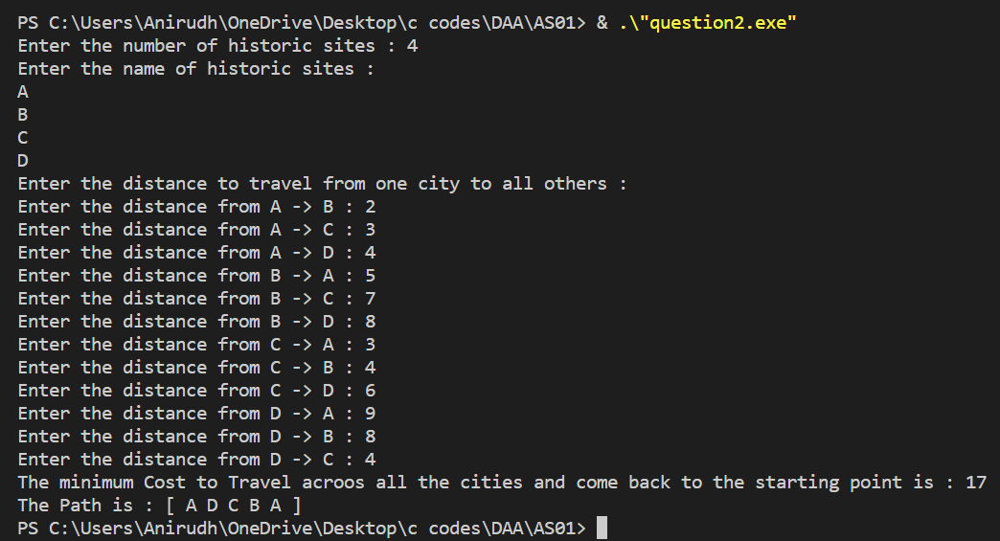 PS C:\Users\Anirudh\OneDrive\Desktop\c codes\DAA\AS01> & .\"question2.exe"
Enter the number of historic sites : 4
Enter the name of historic sites :
A
B
C
D
Enter the distance to travel from one city to all others :
Enter the distance from A -> B : 2
Enter the distance from A -> C : 3
Enter the distance from A -> D : 4
Enter the distance from B -> A : 5
Enter the distance from B -> C : 7
Enter the distance from B -> D : 8
Enter the distance from C -> A : 3
Enter the distance from C -> B : 4
Enter the distance from C -> D : 6
Enter the distance from D -> A : 9
Enter the distance from D -> B : 8
Enter the distance from D -> C : 4
The minimum Cost to Travel acroos all the cities and come back to the starting point is : 17
The Path is : [ A D C B A ]
PS C:\Users\Anirudh\OneDrive\Desktop\c codes\DAA\AS01>